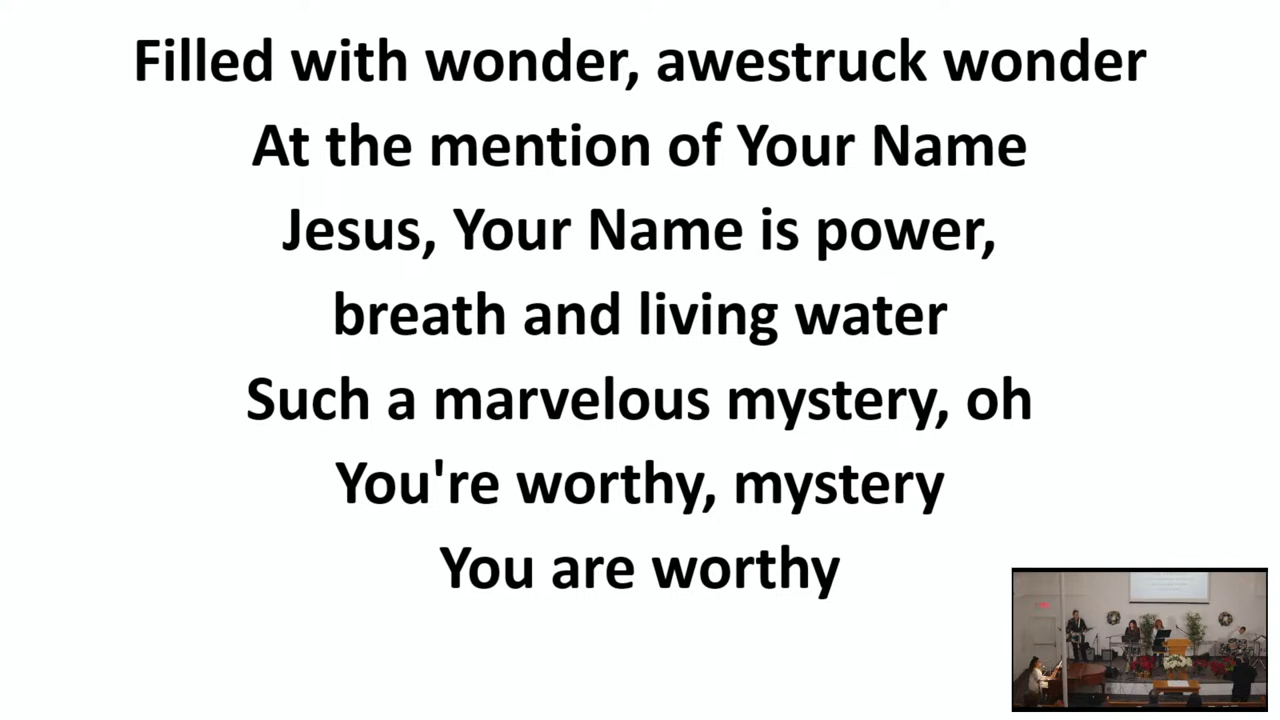 Filled with wonder, awestruck wonder
At the mention of Your Name
Jesus, Your Name is power,
breath and living water
Such a marvelous mystery, oh
You're worthy, mystery
You are worthy